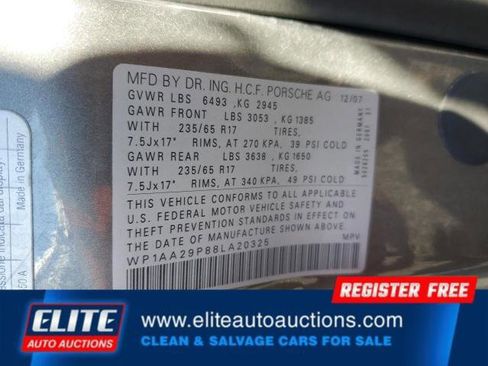 MFD BY DR. ING. H.C.F. PORSCHE AG 12/07
GVWR LBS 6493 ,KG 2945
GAWR FRONT LBS 3053 ,KG 1385
WITH 235/65 R17 TIRES,
7.5Jx17" RIMS, AT 270 KPA, 39 PSI COLD
GAWR REAR LBS 3638 ,KG 1650
WITH 235/65 R17 TIRES,
7.5Jx17" RIMS, AT 340 KPA, 49 PSI COLD
THIS VEHICLE CONFORMS TO ALL APPLICABLE
U.S. FEDERAL MOTOR VEHICLE SAFETY AND
THEFT PREVENTION STANDARDS IN EFFECT ON
THE DATE OF MANUFACTURE SHOWN ABOVE.
WP1AA29P88LA20325 MPV
Made in Germany
Made in Germany
REGISTER FREE!
ELITE
AUTO AUCTIONS
www.eliteautoauctions.com
CLEAN & SALVAGE CARS FOR SALE